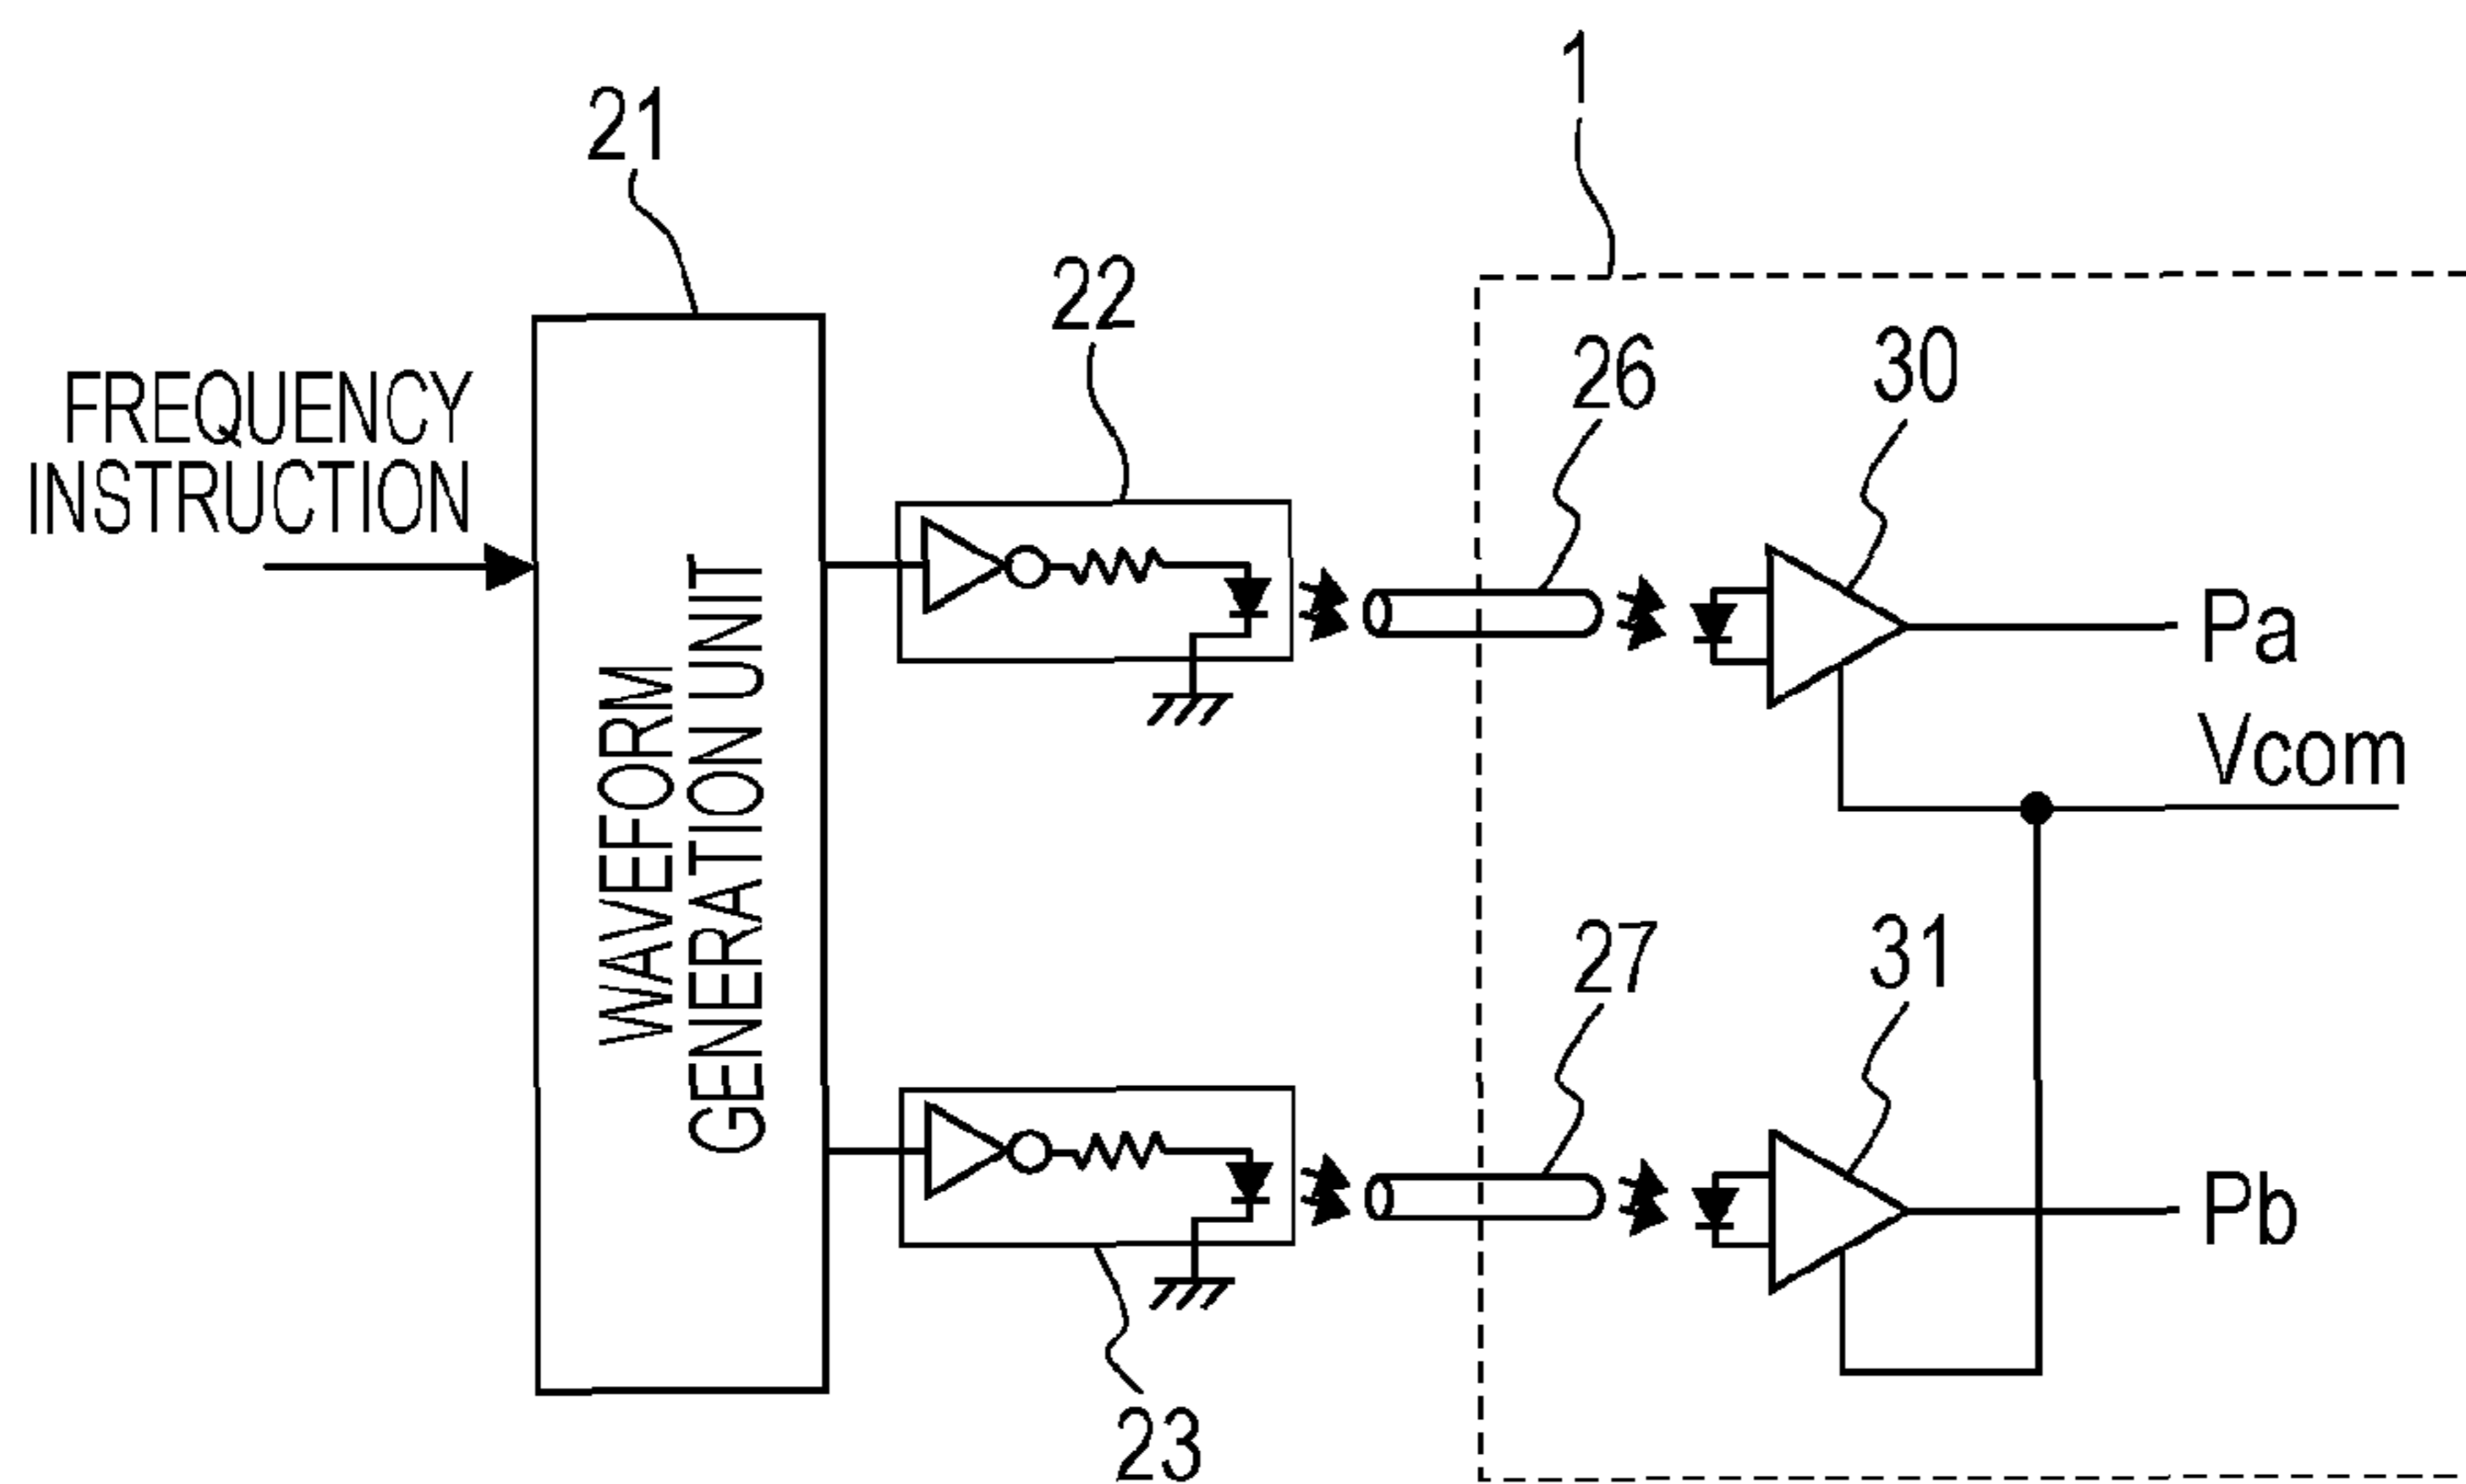 1
21
22
26
30
FREQUENCY
INSTRUCTION
WAVEFORM
GENERATION UNIT
Pa
Vcom
27
31
Pb
23